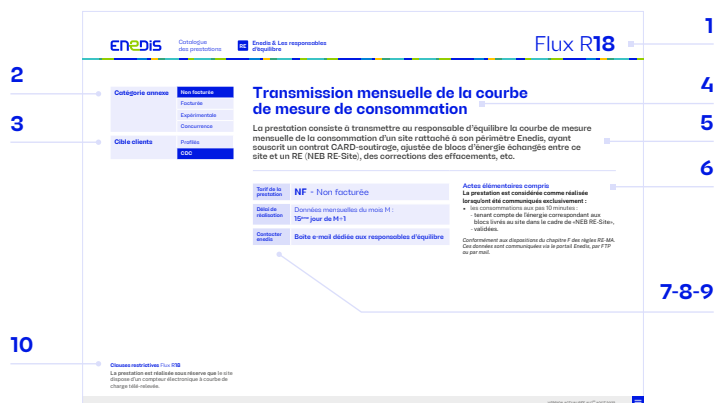 ENEDIS
Catalogue
des prestations
RE
Enedis & Les responsables
d'équilibre
Flux R18
1
2
Catégorie annexe
Non facturée
Facturée
Expérimentale
Concurrence
3
Cible clients
Profilés
CDC
Transmission mensuelle de la courbe
de mesure de consommation
4
La prestation consiste à transmettre au responsable d'équilibre la courbe de mesure
mensuelle de la consommation d'un site rattaché à son périmètre Enedis, ayant
souscrit un contrat CARD-soutirage, ajustée de blocs d'énergie échangés entre ce
site et un RE (NEB RE-Site), des corrections des effacements, etc.
5
6
Tarif de la
prestation
NF - Non facturée
Délai de
réalisation
Données mensuelles du mois M :
15ème jour de M+1
Contacter
enedis
Boite e-mail dédiée aux responsables d'équilibre
Actes élémentaires compris
La prestation est considérée comme réalisée
lorsqu'ont été communiqués exclusivement :
• les consommations aux pas 10 minutes :
- tenant compte de l'énergie correspondant aux
blocs livrés au site dans le cadre de «NEB RE-Site»,
- validées.
Conformément aux dispositions du chapitre F des règles RE-MA.
Ces données sont communiquées via le portail Enedis, par FTP
ou par mail.
7-8-9
10
Clauses restrictives Flux R18
La prestation est réalisée sous réserve que le site
dispose d'un compteur électronique à courbe de
charge télé-relevée.